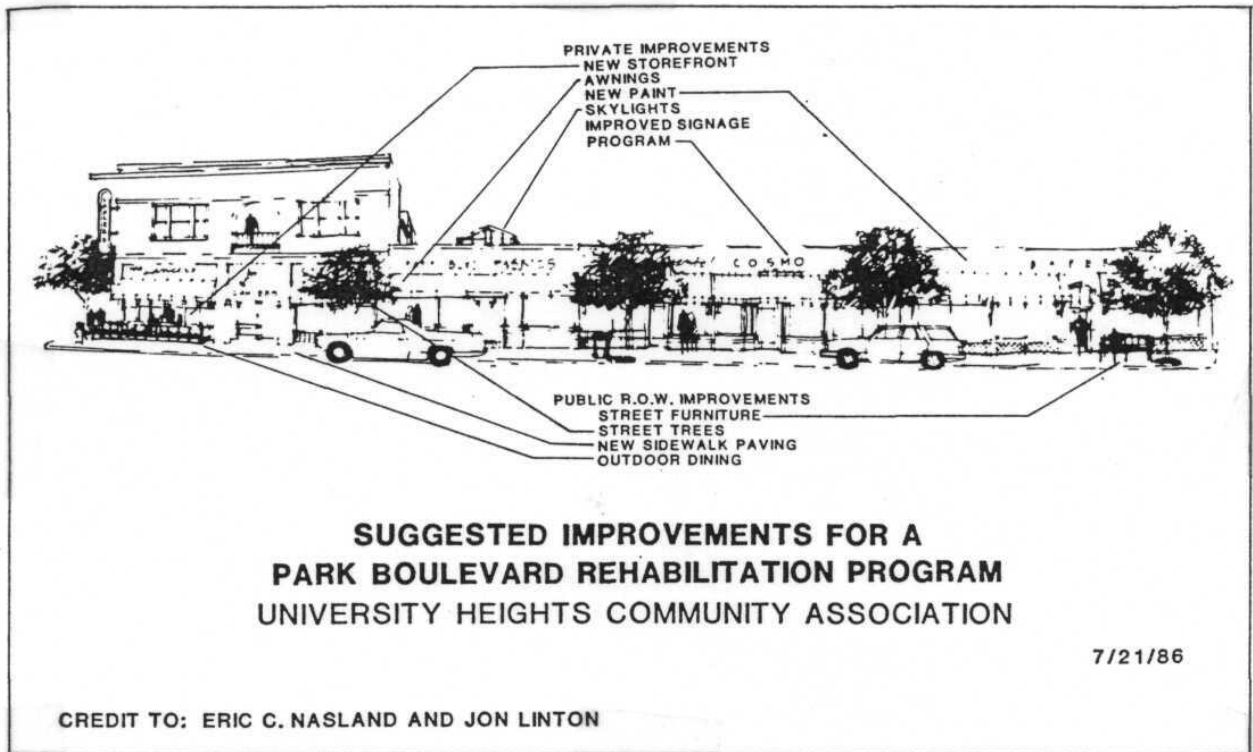 PRIVATE IMPROVEMENTS
NEW STOREFRONT
AWNINGS
NEW PAINT
SKYLIGHTS
IMPROVED SIGNAGE
PROGRAM
COSMO
PUBLIC R.O.W. IMPROVEMENTS
STREET FURNITURE
STREET TREES
NEW SIDEWALK PAVING
OUTDOOR DINING
SUGGESTED IMPROVEMENTS FOR A
PARK BOULEVARD REHABILITATION PROGRAM
UNIVERSITY HEIGHTS COMMUNITY ASSOCIATION
7/21/86
CREDIT TO: ERIC C. NASLAND AND JON LINTON